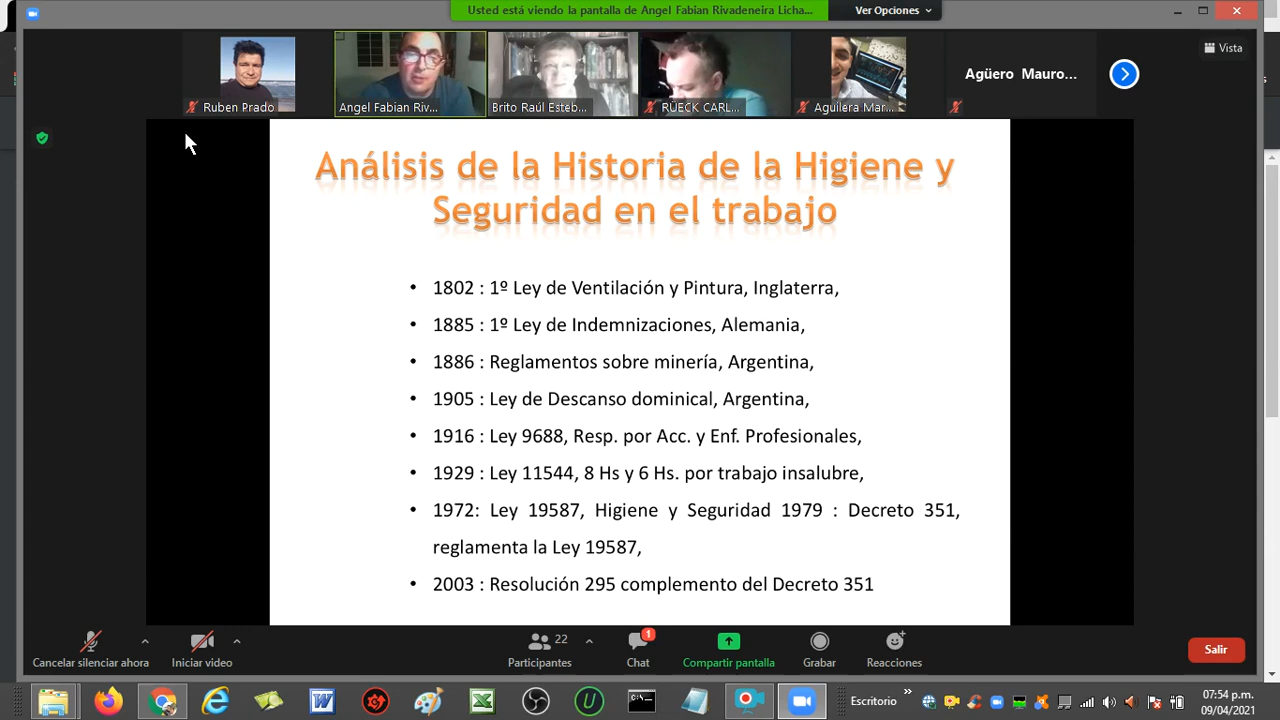 Usted está viendo la pantalla de Angel Fabian Rivadeneira Licha...
Ver Opciones
Vista
Ruben Prado
Angel Fabian Riv...
Brito Raúl Esteb...
RÜECK CARL...
Aguilera Mar...
Agüero Mauro...
Análisis de la Historia de la Higiene y
Seguridad en el trabajo
• 1802 : 1º Ley de Ventilación y Pintura, Inglaterra,
• 1885 : 1º Ley de Indemnizaciones, Alemania,
• 1886 : Reglamentos sobre minería, Argentina,
• 1905 : Ley de Descanso dominical, Argentina,
• 1916 : Ley 9688, Resp. por Acc. y Enf. Profesionales,
• 1929 : Ley 11544, 8 Hs y 6 Hs. por trabajo insalubre,
• 1972: Ley 19587, Higiene y Seguridad 1979 : Decreto 351,
reglamenta la Ley 19587,
• 2003 : Resolución 295 complemento del Decreto 351
Cancelar silenciar ahora
Iniciar video
22
Participantes
1
Chat
Compartir pantalla
Grabar
Reacciones
Salir
Escritorio
07:54 p.m.
09/04/2021